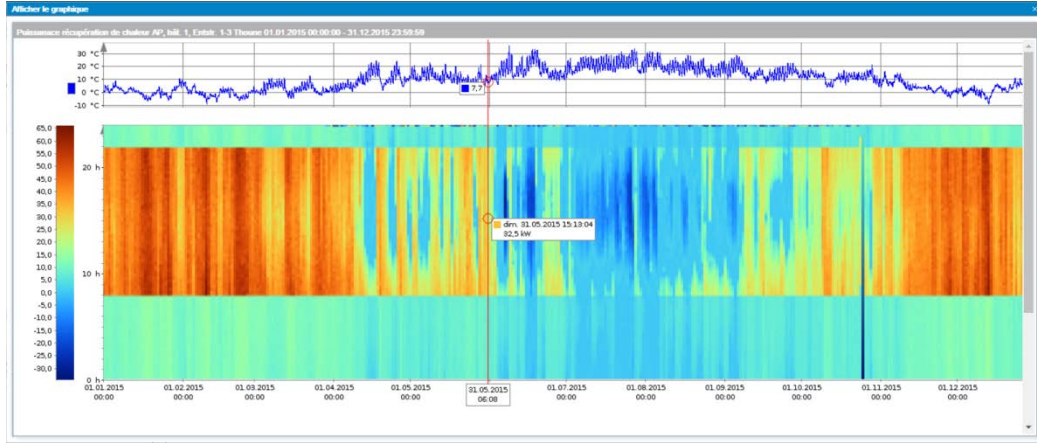 Afficher le graphique
Puissanace récupération de chaleur AP, bât. 1, Entstr. 1-3 Thoune 01.01.2015 00:00:00 - 31.12.2015 23:59:59
30 °C
20 °C
10 °C
0 °C
-10 °C
7,7
65,0
60,0
55,0
50,0
45,0
40,0
35,0
30,0
25,0
20,0
15,0
10,0
5,0
0,0
-5,0
-10,0
-15,0
-20,0
-25,0
-30,0
20 h
10 h
0 h
dim. 31.05.2015 15:13:04
32,5 kW
01.01.2015 01.02.2015 01.03.2015 01.04.2015 01.05.2015 31.05.2015 01.07.2015 01.08.2015 01.09.2015 01.10.2015 01.11.2015 01.12.2015
00:00 00:00 00:00 00:00 00:00 06:08 00:00 00:00 00:00 00:00 00:00 00:00